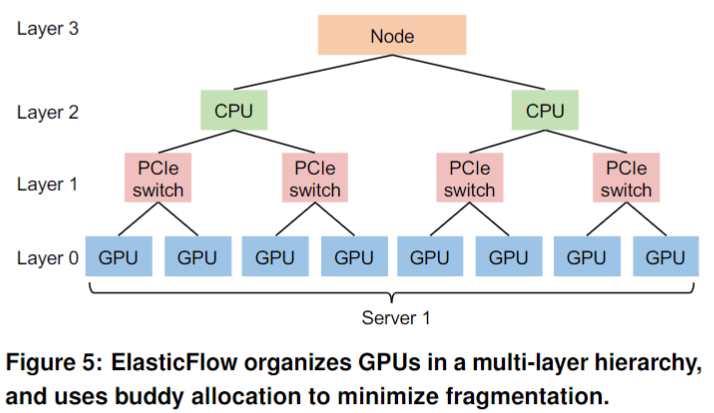 Layer 3
Node
Layer 2
CPU
CPU
Layer 1
PCIe
switch
PCIe
switch
PCIe
switch
PCIe
switch
Layer 0
GPU
GPU
GPU
GPU
GPU
GPU
GPU
GPU
Server 1
Figure 5: ElasticFlow organizes GPUs in a multi-layer hierarchy,
and uses buddy allocation to minimize fragmentation.